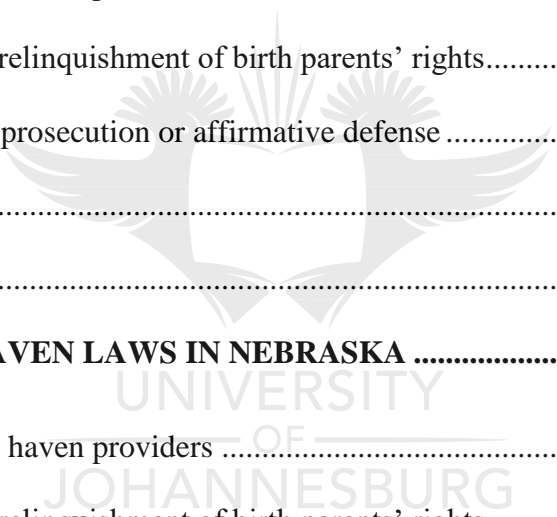 relinquishment of birth parents’ rights.........
prosecution or affirmative defense .............
................................................................
................................................................
AVEN LAWS IN NEBRASKA ..................
UNIVERSITY
haven providers ......................................
OF
JOHANNESBURG
relinquishment of birth parents’ rights